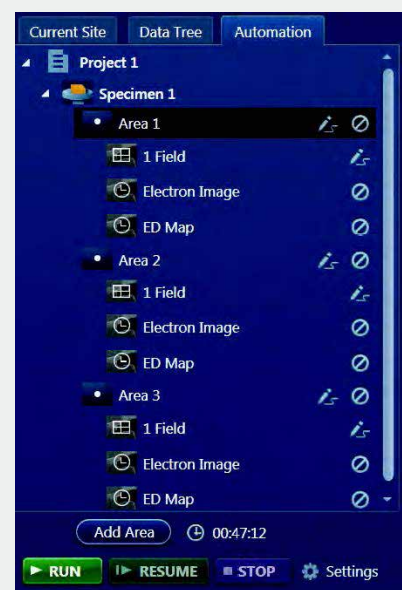 Current Site Data Tree Automation
Project 1
Specimen 1
Area 1
1 Field
Electron Image
ED Map
Area 2
1 Field
Electron Image
ED Map
Area 3
1 Field
Electron Image
ED Map
Add Area 00:47:12
RUN RESUME STOP Settings